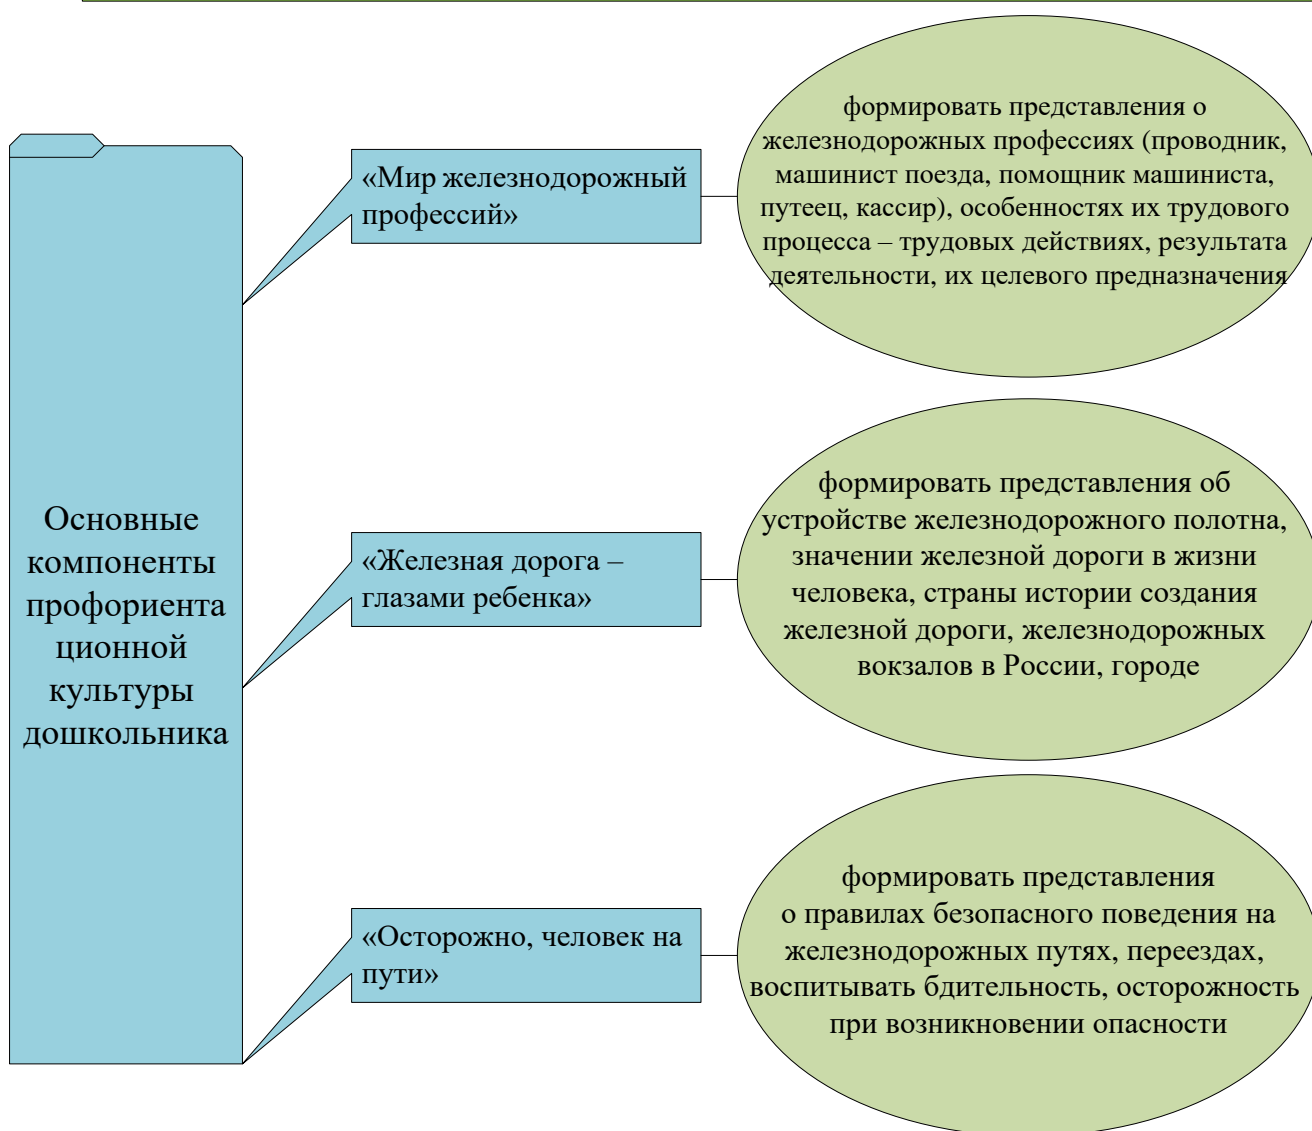 Основные
компоненты
профориента
ционной
культуры
дошкольника
«Мир железнодорожный
профессий»
формировать представления о
железнодорожных профессиях (проводник,
машинист поезда, помощник машиниста,
путеец, кассир), особенностях их трудового
процесса – трудовых действиях, результата
деятельности, их целевого предназначения
«Железная дорога –
глазами ребенка»
формировать представления об
устройстве железнодорожного полотна,
значении железной дороги в жизни
человека, страны истории создания
железной дороги, железнодорожных
вокзалов в России, городе
«Осторожно, человек на
пути»
формировать представления
о правилах безопасного поведения на
железнодорожных путях, переездах,
воспитывать бдительность, осторожность
при возникновении опасности